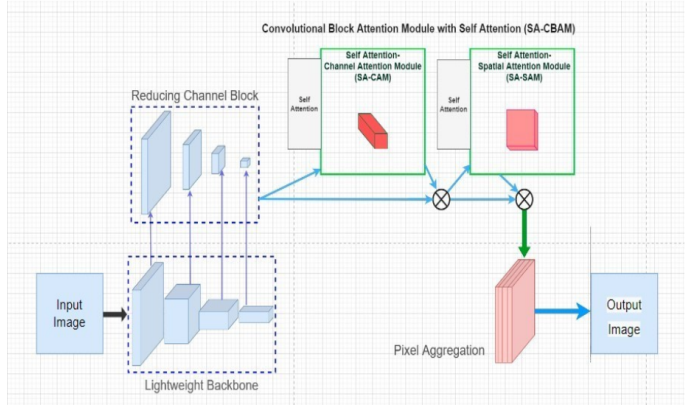 Convolutional Block Attention Module with Self Attention (SA-CBAM)
Self Attention-
Channel Attention Module
(SA-CAM)
Self
Attention
Self Attention-
Spatial Attention Module
(SA-SAM)
Self
Attention
Reducing Channel Block
Input
Image
Lightweight Backbone
Pixel Aggregation
Output
Image